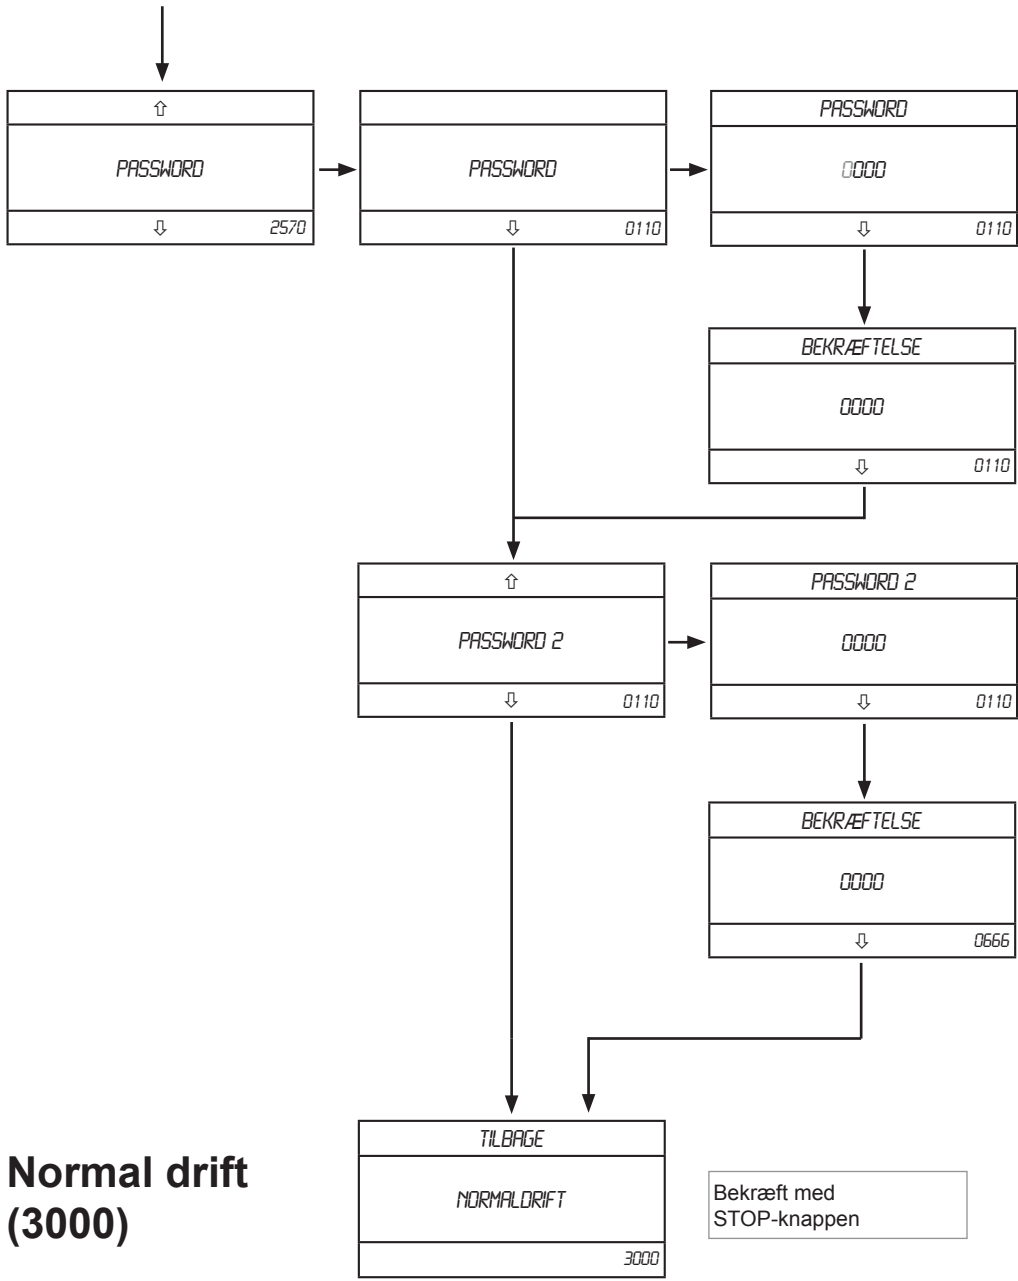 ⇧
PASSWORD
⇩ 2570
PASSWORD
⇩ 0110
PASSWORD
0000
⇩ 0110
BEKRÆFTELSE
0000
⇩ 0110
⇧
PASSWORD 2
⇩ 0110
PASSWORD 2
0000
⇩ 0110
BEKRÆFTELSE
0000
⇩ 0666
TILBAGE
NORMALDRIFT
3000
Normal drift
(3000)
Bekræft med
STOP-knappen